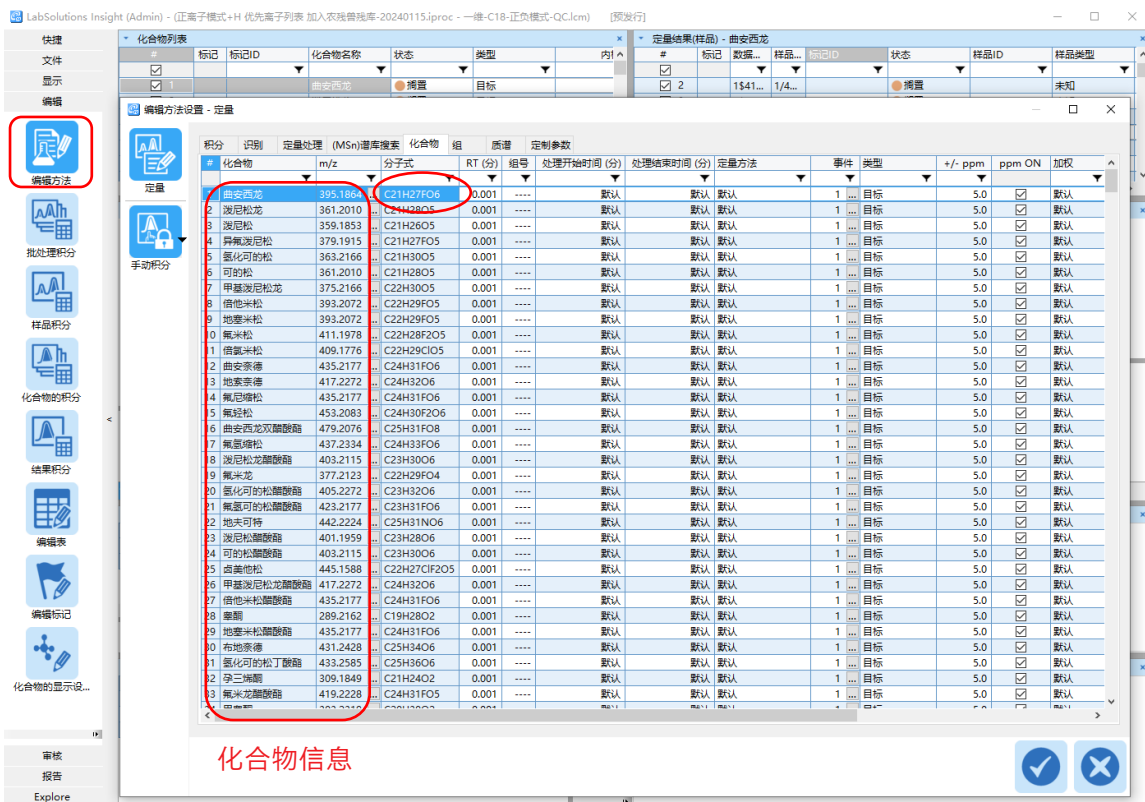 LabSolutions Insight (Admin) - (正离子模式+H 优先离子列表 加入农残兽残库-20240115.iproc - 一维-C18-正负模式-QC.lcm) [预发行]
快捷
文件
显示
编辑
编辑方法
批处理积分
样品积分
化合物的积分
结果积分
编辑表
编辑标记
化合物的显示设...
审核
报告
Explore
化合物列表
# 标记 标记ID 化合物名称 状态 类型
1 曲安西龙 搁置 目标
定量结果(样品) - 曲安西龙
# 标记 数据... 样品... 标记ID 状态 样品ID 样品类型
2 1$41... 1/4... 搁置 未知
编辑方法设置 - 定量
定量
手动积分
积分 识别 定量处理 (MSn)谱库搜索 化合物 组 质谱 定制参数
# 化合物 m/z 分子式 RT (分) 组号 处理开始时间 (分) 处理结束时间 (分) 定量方法 事件 类型 +/- ppm ppm ON 加权
1 曲安西龙 395.1864 ... C21H27FO6 0.001 ---- 默认 默认 默认 1 ... 目标 5.0 默认
2 泼尼松龙 361.2010 ... C21H28O5 0.001 ---- 默认 默认 默认 1 ... 目标 5.0 默认
3 泼尼松 359.1853 ... C21H26O5 0.001 ---- 默认 默认 默认 1 ... 目标 5.0 默认
4 异氟泼尼松 379.1915 ... C21H27FO5 0.001 ---- 默认 默认 默认 1 ... 目标 5.0 默认
5 氢化可的松 363.2166 ... C21H30O5 0.001 ---- 默认 默认 默认 1 ... 目标 5.0 默认
6 可的松 361.2010 ... C21H28O5 0.001 ---- 默认 默认 默认 1 ... 目标 5.0 默认
7 甲基泼尼松龙 375.2166 ... C22H30O5 0.001 ---- 默认 默认 默认 1 ... 目标 5.0 默认
8 倍他米松 393.2072 ... C22H29FO5 0.001 ---- 默认 默认 默认 1 ... 目标 5.0 默认
9 地塞米松 393.2072 ... C22H29FO5 0.001 ---- 默认 默认 默认 1 ... 目标 5.0 默认
10 氟米松 411.1978 ... C22H28F2O5 0.001 ---- 默认 默认 默认 1 ... 目标 5.0 默认
11 倍氯米松 409.1776 ... C22H29ClO5 0.001 ---- 默认 默认 默认 1 ... 目标 5.0 默认
12 曲安奈德 435.2177 ... C24H31FO6 0.001 ---- 默认 默认 默认 1 ... 目标 5.0 默认
13 地索奈德 417.2272 ... C24H32O6 0.001 ---- 默认 默认 默认 1 ... 目标 5.0 默认
14 氟尼缩松 435.2177 ... C24H31FO6 0.001 ---- 默认 默认 默认 1 ... 目标 5.0 默认
15 氟轻松 453.2083 ... C24H30F2O6 0.001 ---- 默认 默认 默认 1 ... 目标 5.0 默认
16 曲安西龙双醋酸酯 479.2076 ... C25H31FO8 0.001 ---- 默认 默认 默认 1 ... 目标 5.0 默认
17 氟氢缩松 437.2334 ... C24H33FO6 0.001 ---- 默认 默认 默认 1 ... 目标 5.0 默认
18 泼尼松龙醋酸酯 403.2115 ... C23H30O6 0.001 ---- 默认 默认 默认 1 ... 目标 5.0 默认
19 氟米龙 377.2123 ... C22H29FO4 0.001 ---- 默认 默认 默认 1 ... 目标 5.0 默认
20 氢化可的松醋酸酯 405.2272 ... C23H32O6 0.001 ---- 默认 默认 默认 1 ... 目标 5.0 默认
21 氟氢可的松醋酸酯 423.2177 ... C23H31FO6 0.001 ---- 默认 默认 默认 1 ... 目标 5.0 默认
22 地夫可特 442.2224 ... C25H31NO6 0.001 ---- 默认 默认 默认 1 ... 目标 5.0 默认
23 泼尼松醋酸酯 401.1959 ... C23H28O6 0.001 ---- 默认 默认 默认 1 ... 目标 5.0 默认
24 可的松醋酸酯 403.2115 ... C23H30O6 0.001 ---- 默认 默认 默认 1 ... 目标 5.0 默认
25 卤美他松 445.1588 ... C22H27ClF2O5 0.001 ---- 默认 默认 默认 1 ... 目标 5.0 默认
26 甲基泼尼松龙醋酸酯 417.2272 ... C24H32O6 0.001 ---- 默认 默认 默认 1 ... 目标 5.0 默认
27 倍他米松醋酸酯 435.2177 ... C24H31FO6 0.001 ---- 默认 默认 默认 1 ... 目标 5.0 默认
28 睾酮 289.2162 ... C19H28O2 0.001 ---- 默认 默认 默认 1 ... 目标 5.0 默认
29 地塞米松醋酸酯 435.2177 ... C24H31FO6 0.001 ---- 默认 默认 默认 1 ... 目标 5.0 默认
30 布地奈德 431.2428 ... C25H34O6 0.001 ---- 默认 默认 默认 1 ... 目标 5.0 默认
31 氢化可的松丁酸酯 433.2585 ... C25H36O6 0.001 ---- 默认 默认 默认 1 ... 目标 5.0 默认
32 孕三烯酮 309.1849 ... C21H24O2 0.001 ---- 默认 默认 默认 1 ... 目标 5.0 默认
33 氟米龙醋酸酯 419.2228 ... C24H31FO5 0.001 ---- 默认 默认 默认 1 ... 目标 5.0 默认
化合物信息